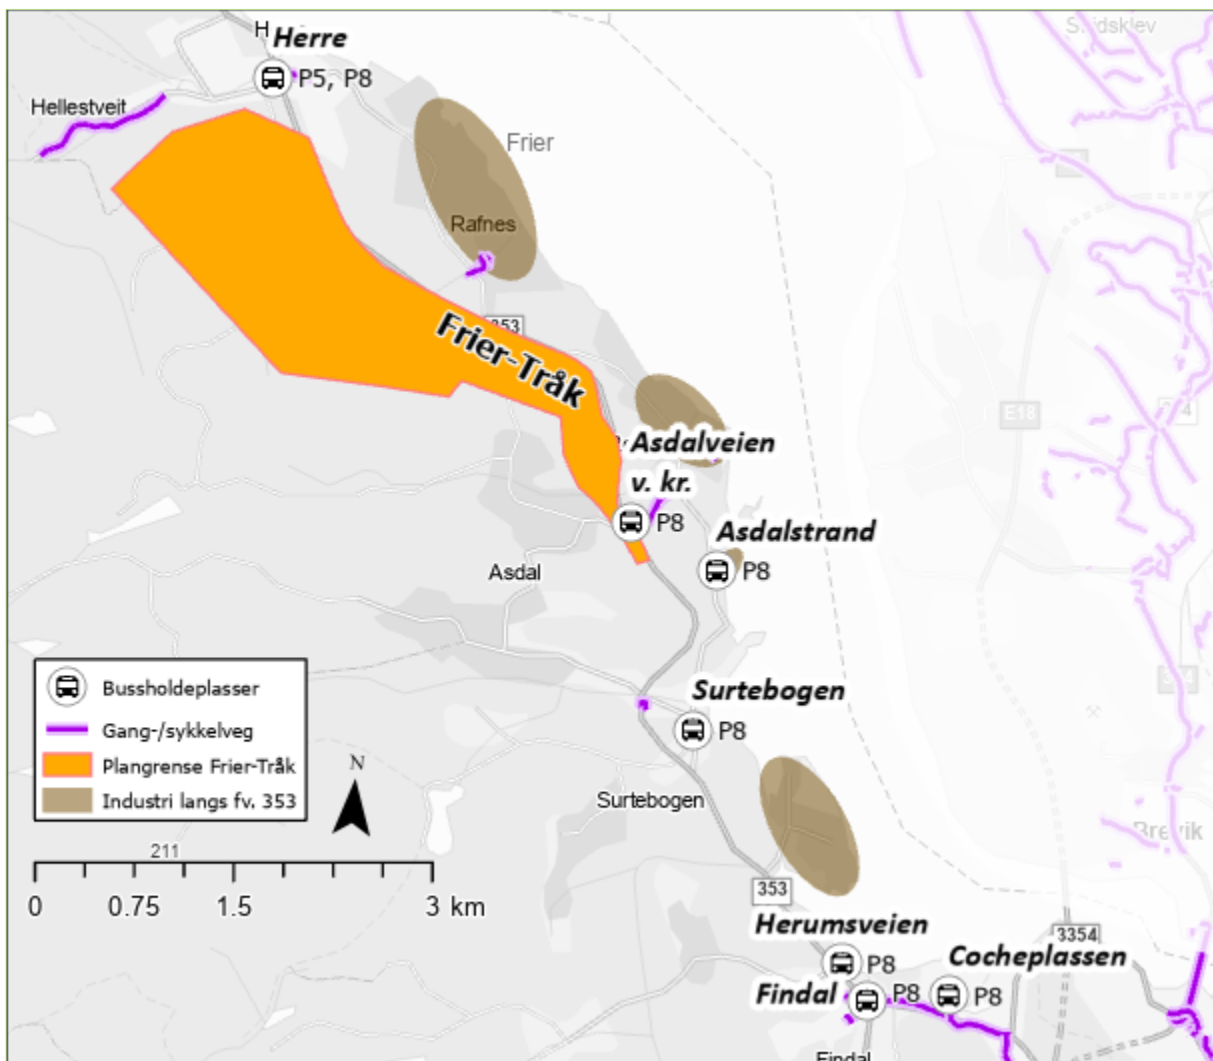 H
Herre
P5, P8
Hellestveit
Frier
Rafnes
353
Frier-Tråk
E18
Asdalveien
v. kr.
P8
Asdalstrand
P8
Asdal
Surtebogen
P8
Surtebogen
Bussholdeplasser
Gang-/sykkelveg
Plangrense Frier-Tråk
Industri langs fv. 353
N
211
0 0.75 1.5 3 km
Brevik
353
Herumsveien
P8
3354
Cocheplassen
P8
Findal
P8
Findal